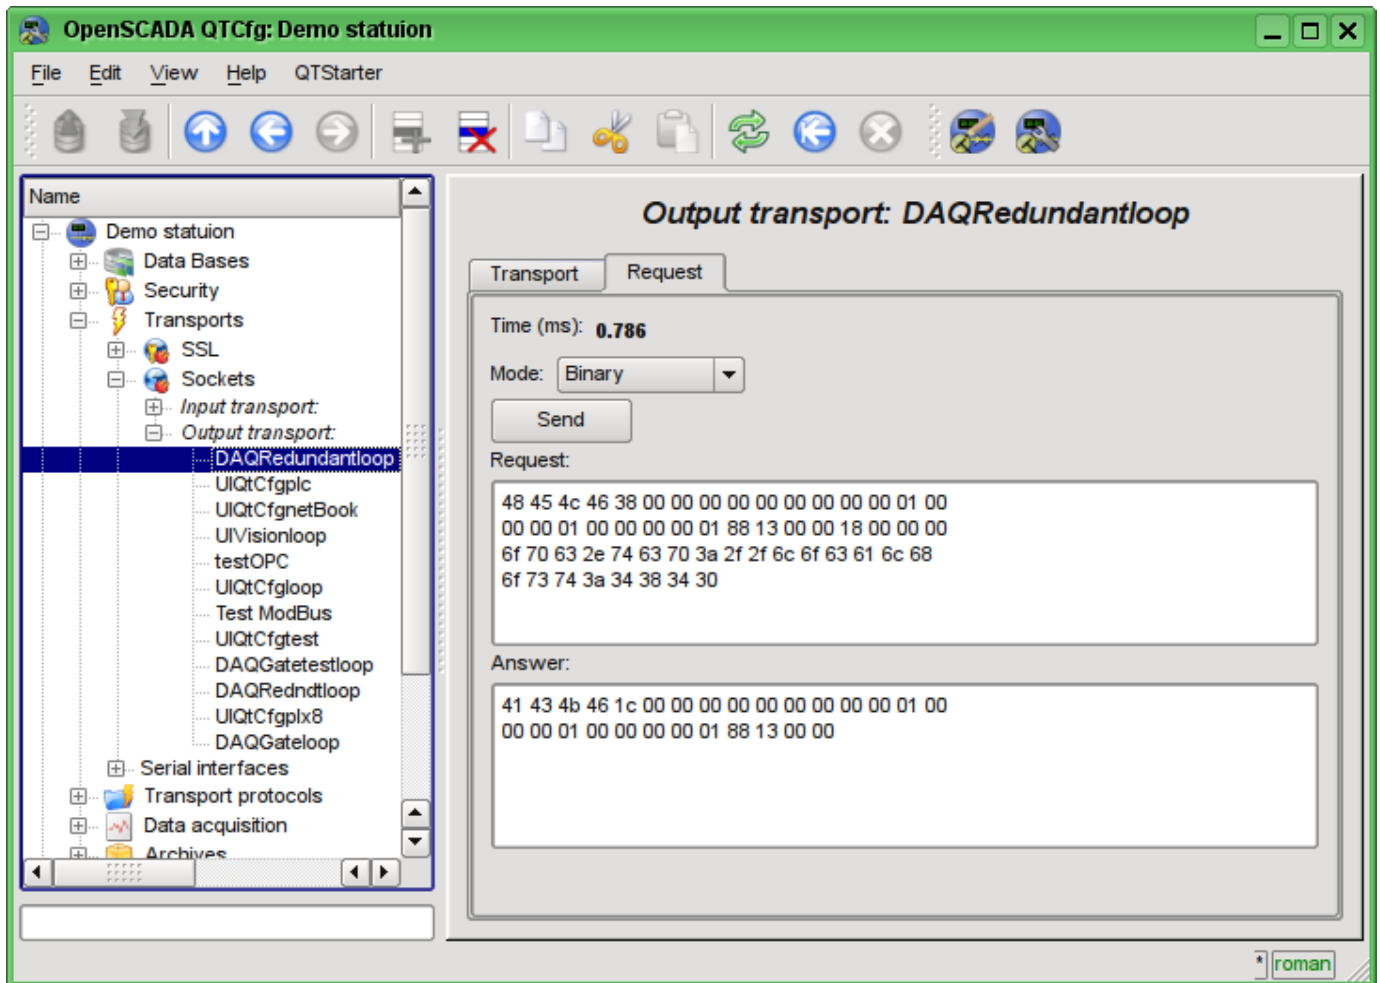 OpenSCADA QTCfg: Demo statuion
File Edit View Help QTStarter
Name
Demo statuion
Data Bases
Security
Transports
SSL
Sockets
Input transport:
Output transport:
DAQRedundantloop
UIQtCfgplc
UIQtCfgnetBook
UIVisionloop
testOPC
UIQtCfgloop
Test ModBus
UIQtCfgtest
DAQGatetestloop
DAQRedndtloop
UIQtCfgplx8
DAQGateloop
Serial interfaces
Transport protocols
Data acquisition
Archives
Output transport: DAQRedundantloop
Transport Request
Time (ms): 0.786
Mode: Binary
Send
Request:
48 45 4c 46 38 00 00 00 00 00 00 00 00 00 01 00
00 00 01 00 00 00 00 01 88 13 00 00 18 00 00 00
6f 70 63 2e 74 63 70 3a 2f 2f 6c 6f 63 61 6c 68
6f 73 74 3a 34 38 34 30
Answer:
41 43 4b 46 1c 00 00 00 00 00 00 00 00 00 01 00
00 00 01 00 00 00 00 01 88 13 00 00
* roman